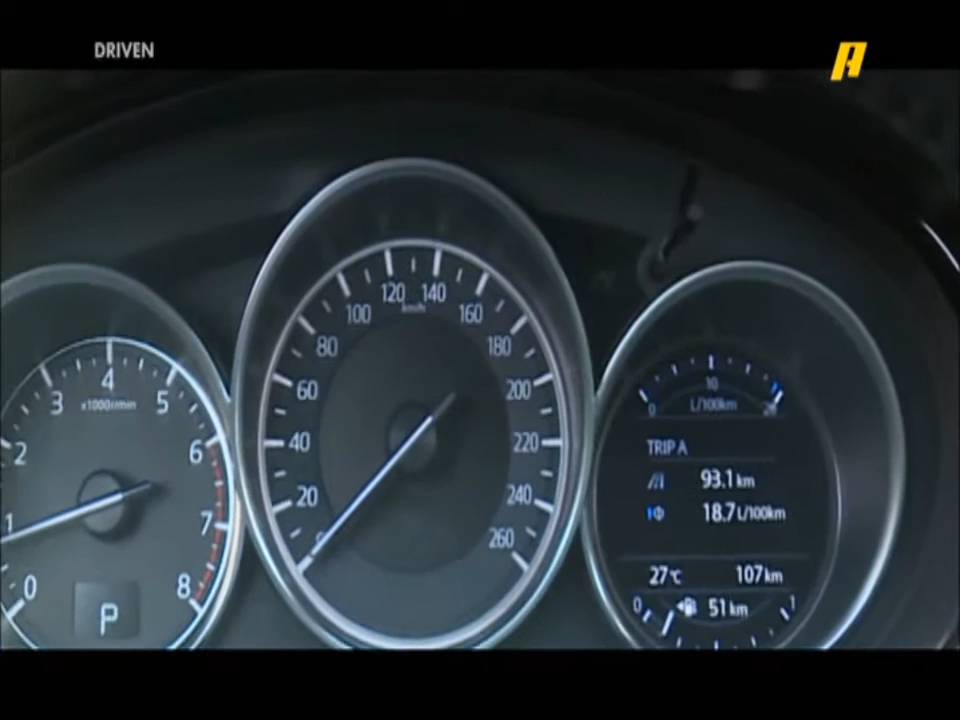 DRIVEN
120 140
100 km/h 160
80 180
60 200
40 220
20 240
260
4
3 x1000r/min 5
2 6
1 7
0 8
P
10
0 L/100km 20
TRIP A
93.1 km
18.7 L/100km
27℃ 107 km
0 51 km 1